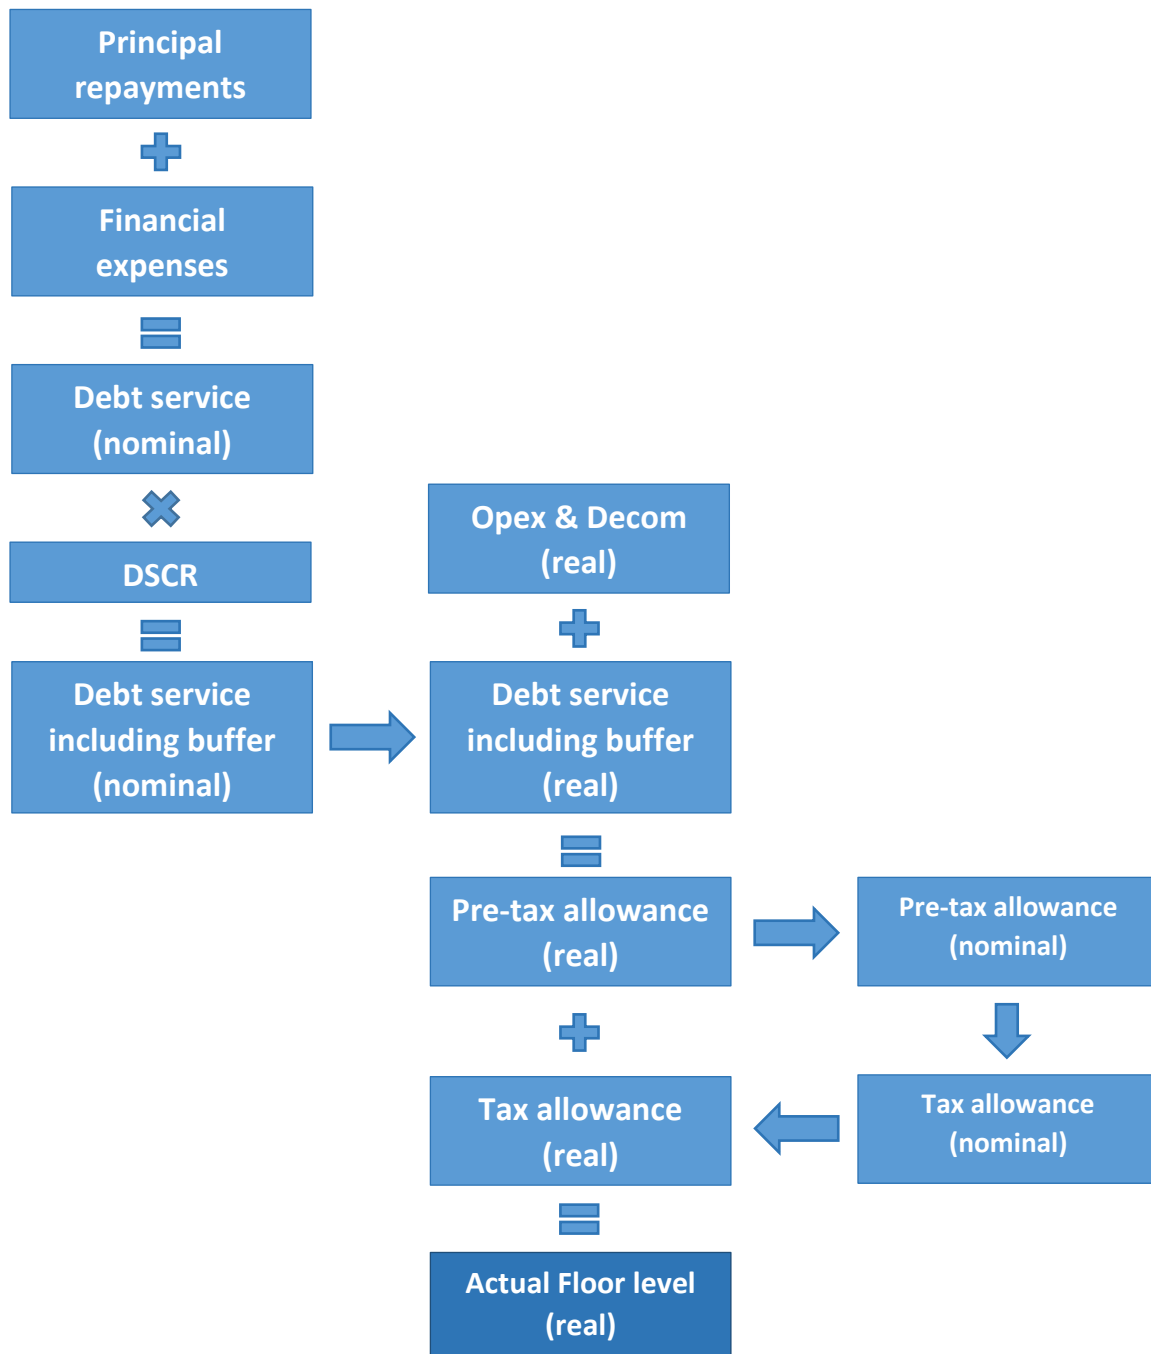 Principal
repayments
Financial
expenses
Debt service
(nominal)
DSCR
Debt service
including buffer
(nominal)
Opex & Decom
(real)
Debt service
including buffer
(real)
Pre-tax allowance
(real)
Pre-tax allowance
(nominal)
Tax allowance
(nominal)
Tax allowance
(real)
Actual Floor level
(real)